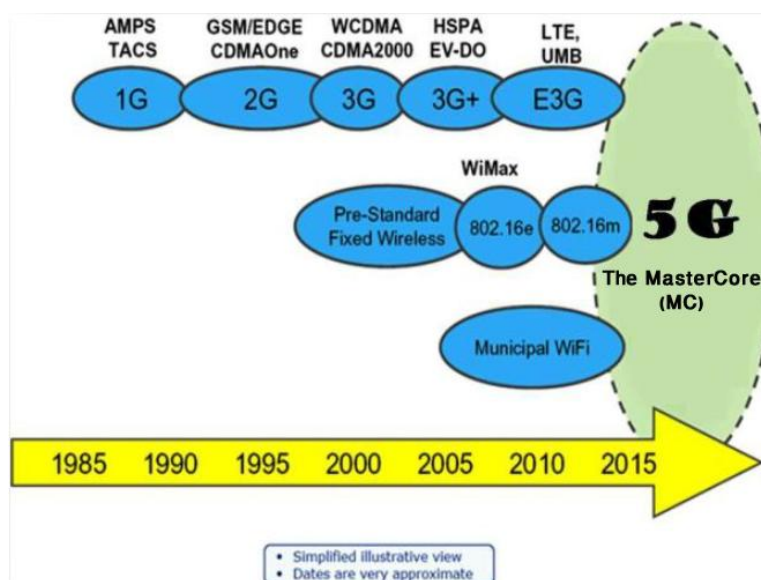 AMPS
TACS
GSM/EDGE
CDMAOne
WCDMA
CDMA2000
HSPA
EV-DO
LTE,
UMB
1G
2G
3G
3G+
E3G
WiMax
Pre-Standard
Fixed Wireless
802.16e
802.16m
5G
The MasterCore
(MC)
Municipal WiFi
1985 1990 1995 2000 2005 2010 2015
• Simplified illustrative view
• Dates are very approximate